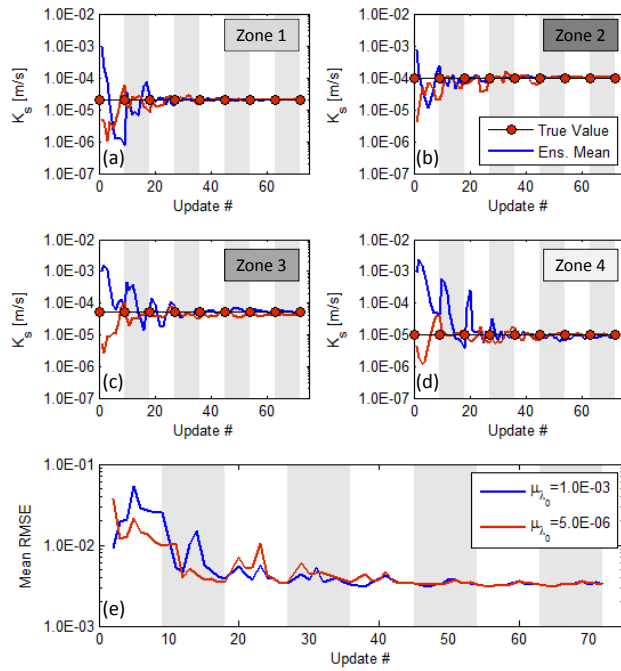 Zone 1
K_s [m/s]
1.0E-02
1.0E-03
1.0E-04
1.0E-05
1.0E-06
1.0E-07
(a)
0 20 40 60
Update #
Zone 2
K_s [m/s]
1.0E-02
1.0E-03
1.0E-04
1.0E-05
1.0E-06
1.0E-07
(b)
True Value
Ens. Mean
0 20 40 60
Update #
Zone 3
K_s [m/s]
1.0E-02
1.0E-03
1.0E-04
1.0E-05
1.0E-06
1.0E-07
(c)
0 20 40 60
Update #
Zone 4
K_s [m/s]
1.0E-02
1.0E-03
1.0E-04
1.0E-05
1.0E-06
1.0E-07
(d)
0 20 40 60
Update #
Mean RMSE
1.0E-01
1.0E-02
1.0E-03
μ_λ0=1.0E-03
μ_λ0=5.0E-06
(e)
0 10 20 30 40 50 60 70
Update #